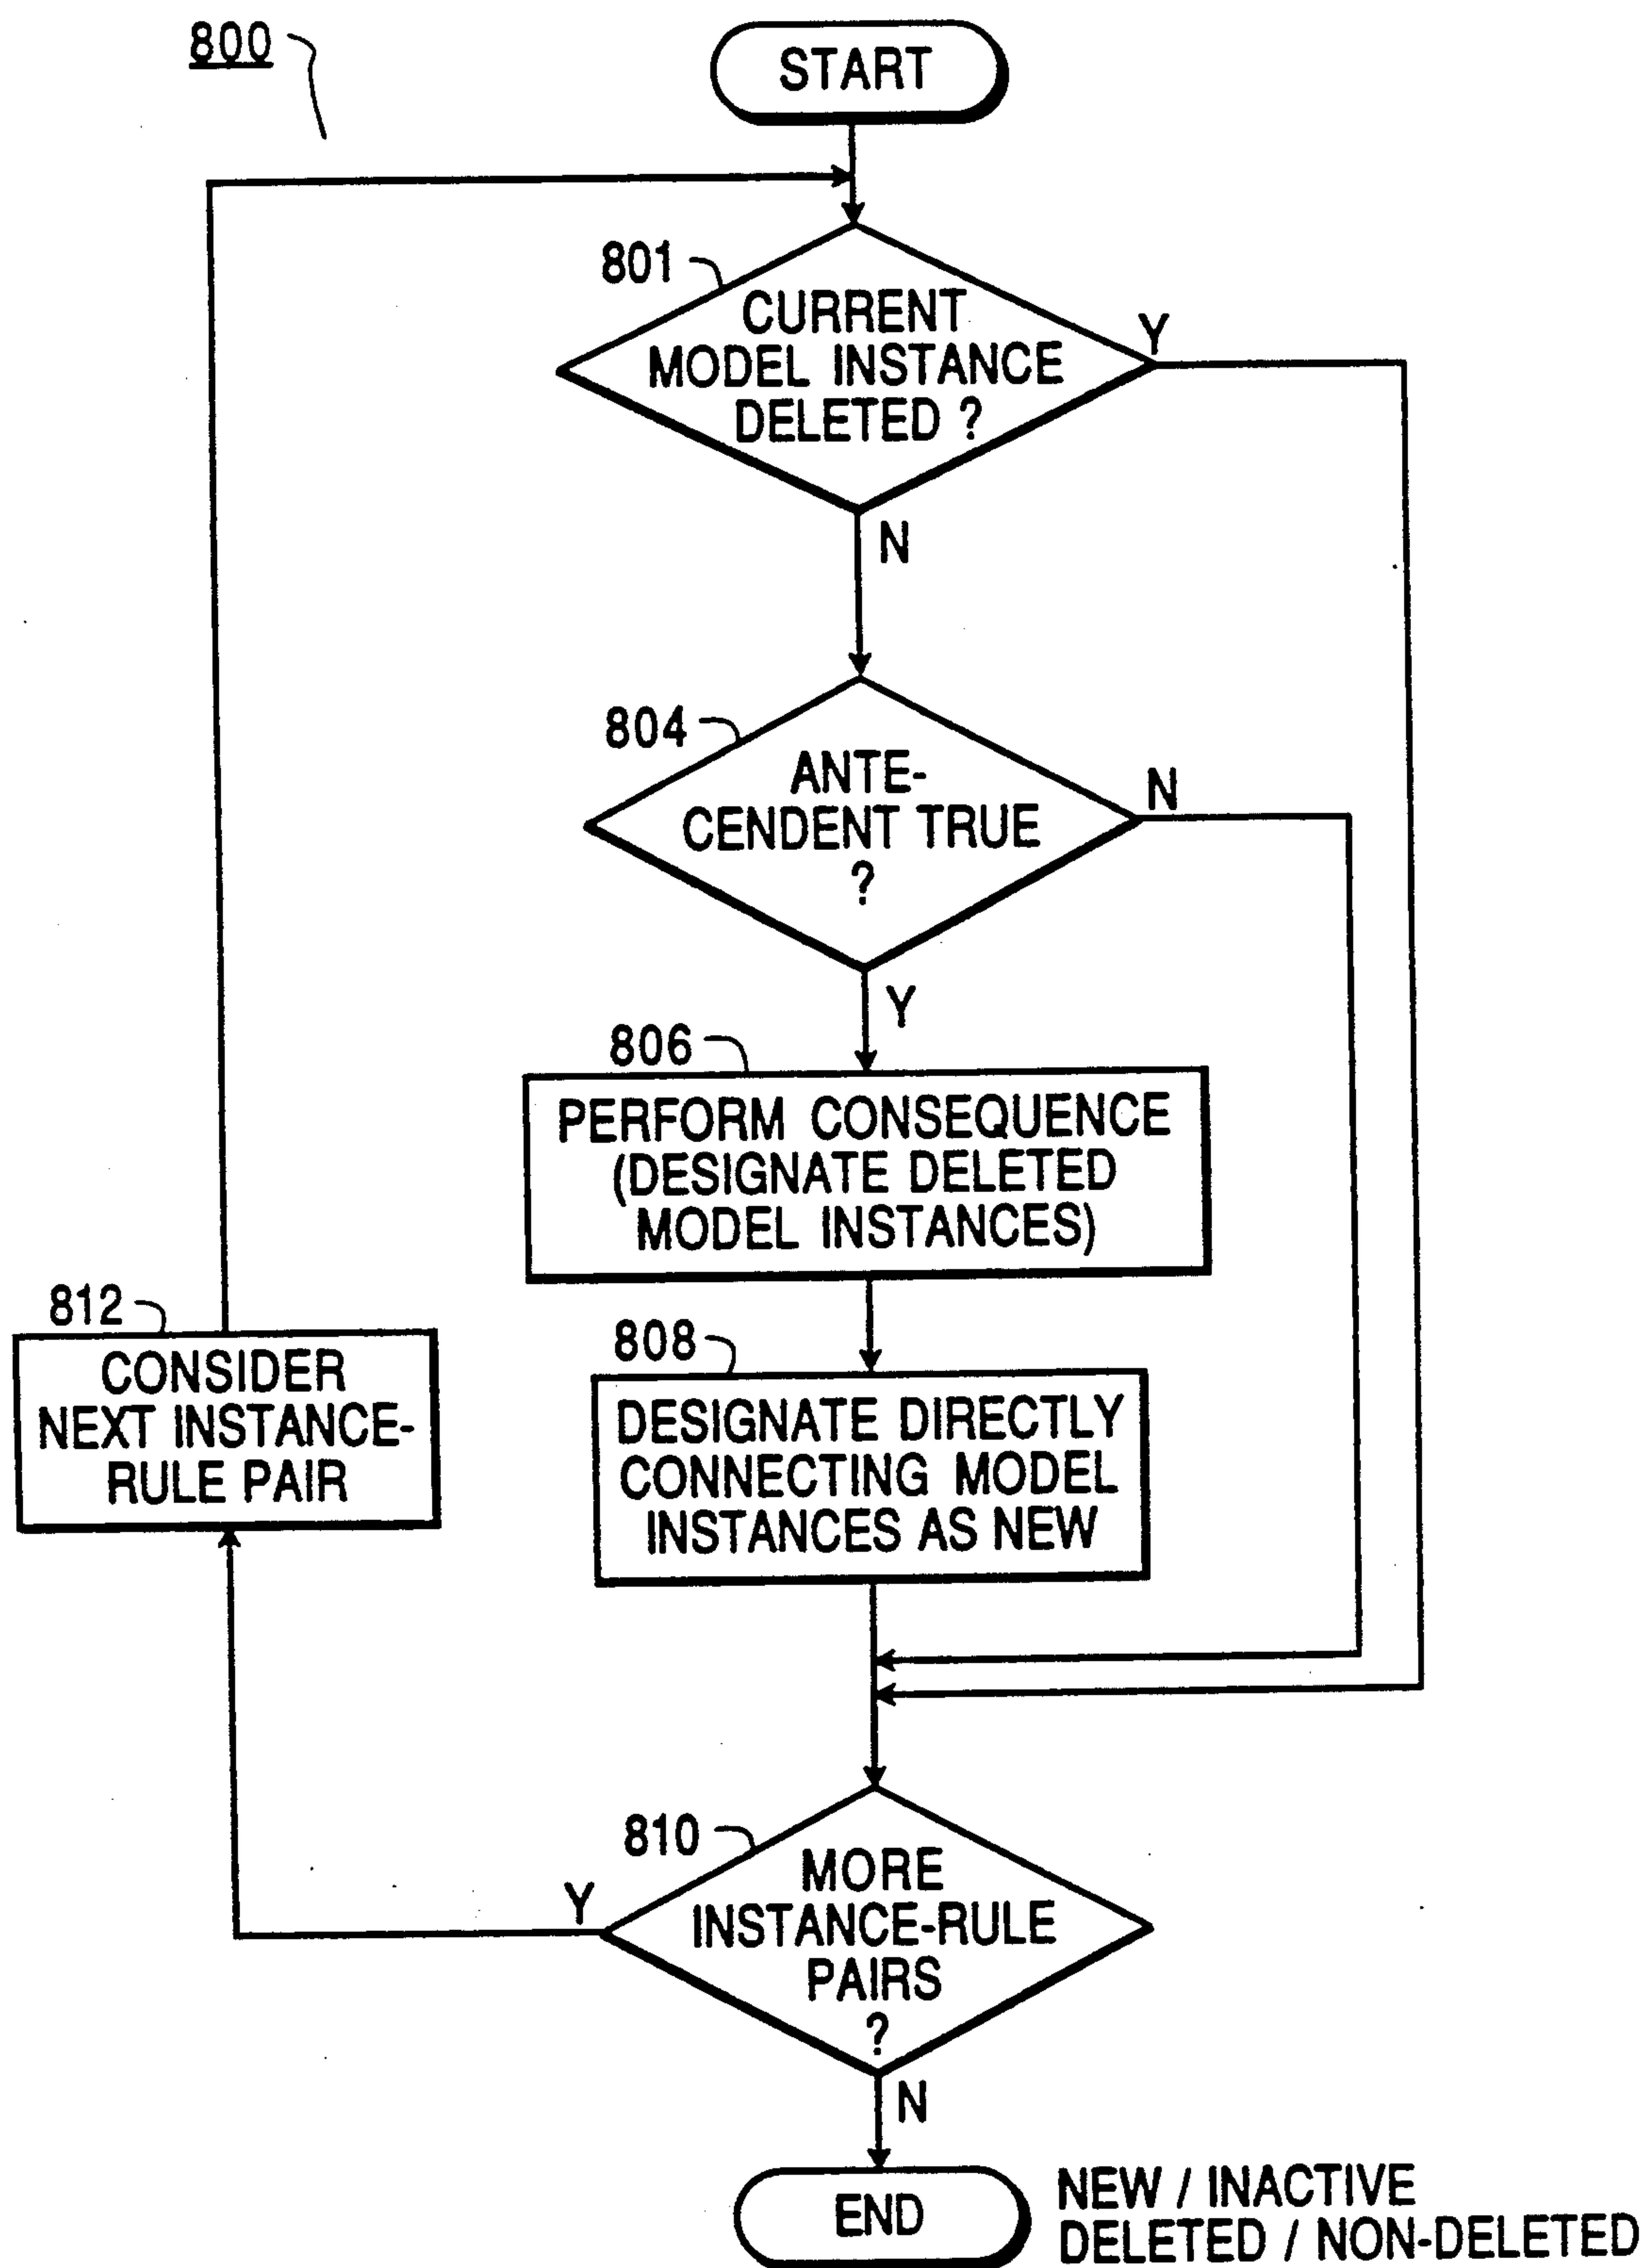 800
START
801
CURRENT
MODEL INSTANCE
DELETED ?
Y
N
804
ANTE-
CENDENT TRUE
?
N
Y
806
PERFORM CONSEQUENCE
(DESIGNATE DELETED
MODEL INSTANCES)
812
CONSIDER
NEXT INSTANCE-
RULE PAIR
808
DESIGNATE DIRECTLY
CONNECTING MODEL
INSTANCES AS NEW
810
MORE
INSTANCE-RULE
PAIRS
?
Y
N
END
NEW / INACTIVE
DELETED / NON-DELETED